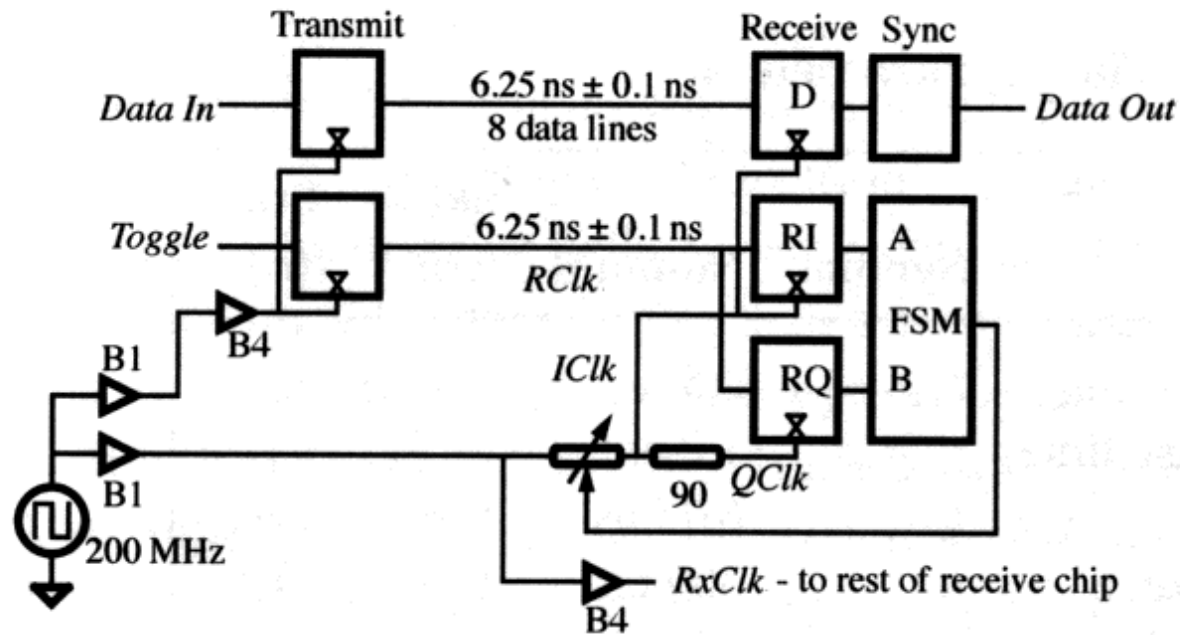 Transmit
Receive
Sync
Data In
6.25 ns ± 0.1 ns
8 data lines
D
Data Out
Toggle
6.25 ns ± 0.1 ns
RClk
RI
A
FSM
B
RQ
B4
B1
IClk
B1
90
QClk
200 MHz
RxClk - to rest of receive chip
B4